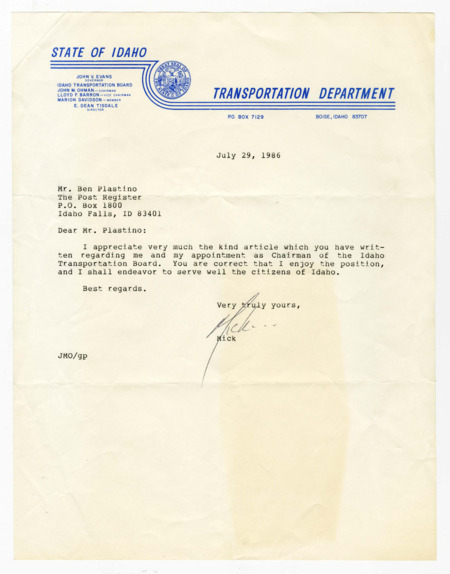 STATE OF IDAHO
JOHN V. EVANS
GOVERNOR
IDAHO TRANSPORTATION BOARD
JOHN M. OHMAN – CHAIRMAN
LLOYD F. BARRON – VICE CHAIRMAN
MARION DAVIDSON – MEMBER
E. DEAN TISDALE
DIRECTOR
TRANSPORTATION DEPARTMENT
PO BOX 7129 BOISE, IDAHO 83707
July 29, 1986
Mr. Ben Plastino
The Post Register
P.O. Box 1800
Idaho Falls, ID 83401
Dear Mr. Plastino:
I appreciate very much the kind article which you have writ-
ten regarding me and my appointment as Chairman of the Idaho
Transportation Board. You are correct that I enjoy the position,
and I shall endeavor to serve well the citizens of Idaho.
Best regards.
Very truly yours,
Mick
Mick
JMO/gp